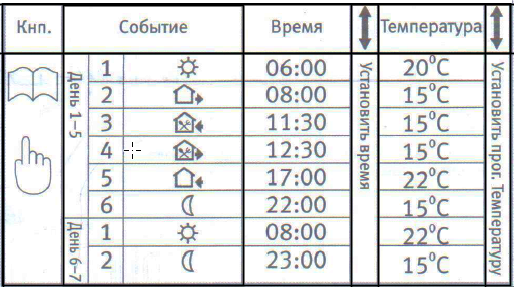 Кнп. Событие Время Температура
День 1–5
1 06:00 20°C
2 08:00 15°C
3 11:30 15°C
4 12:30 15°C
5 17:00 22°C
6 22:00 15°C
День 6–7
1 08:00 22°C
2 23:00 15°C
Установить время
Установить прог. Температуру